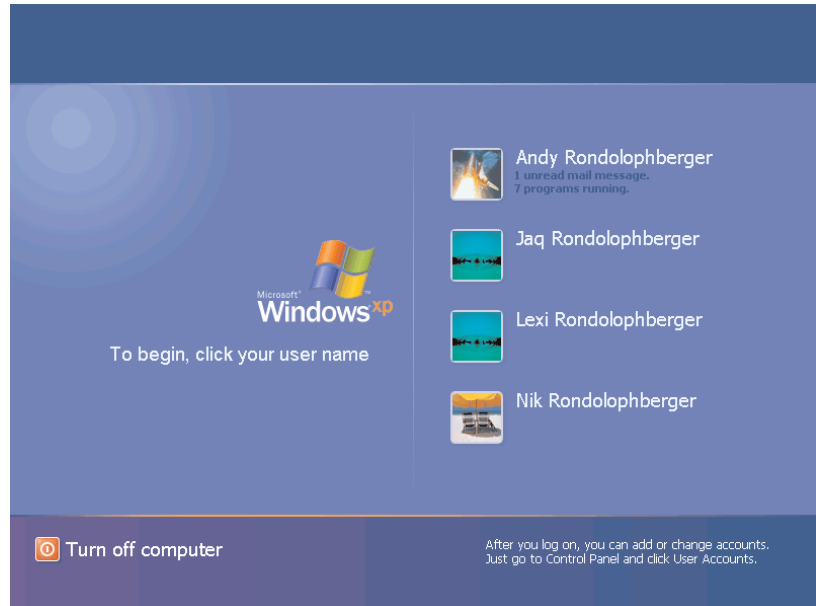 Andy Rondolophberger
1 unread mail message.
7 programs running.
Jaq Rondolophberger
Lexi Rondolophberger
Nik Rondolophberger
Microsoft®
Windows xp™
To begin, click your user name
Turn off computer
After you log on, you can add or change accounts.
Just go to Control Panel and click User Accounts.